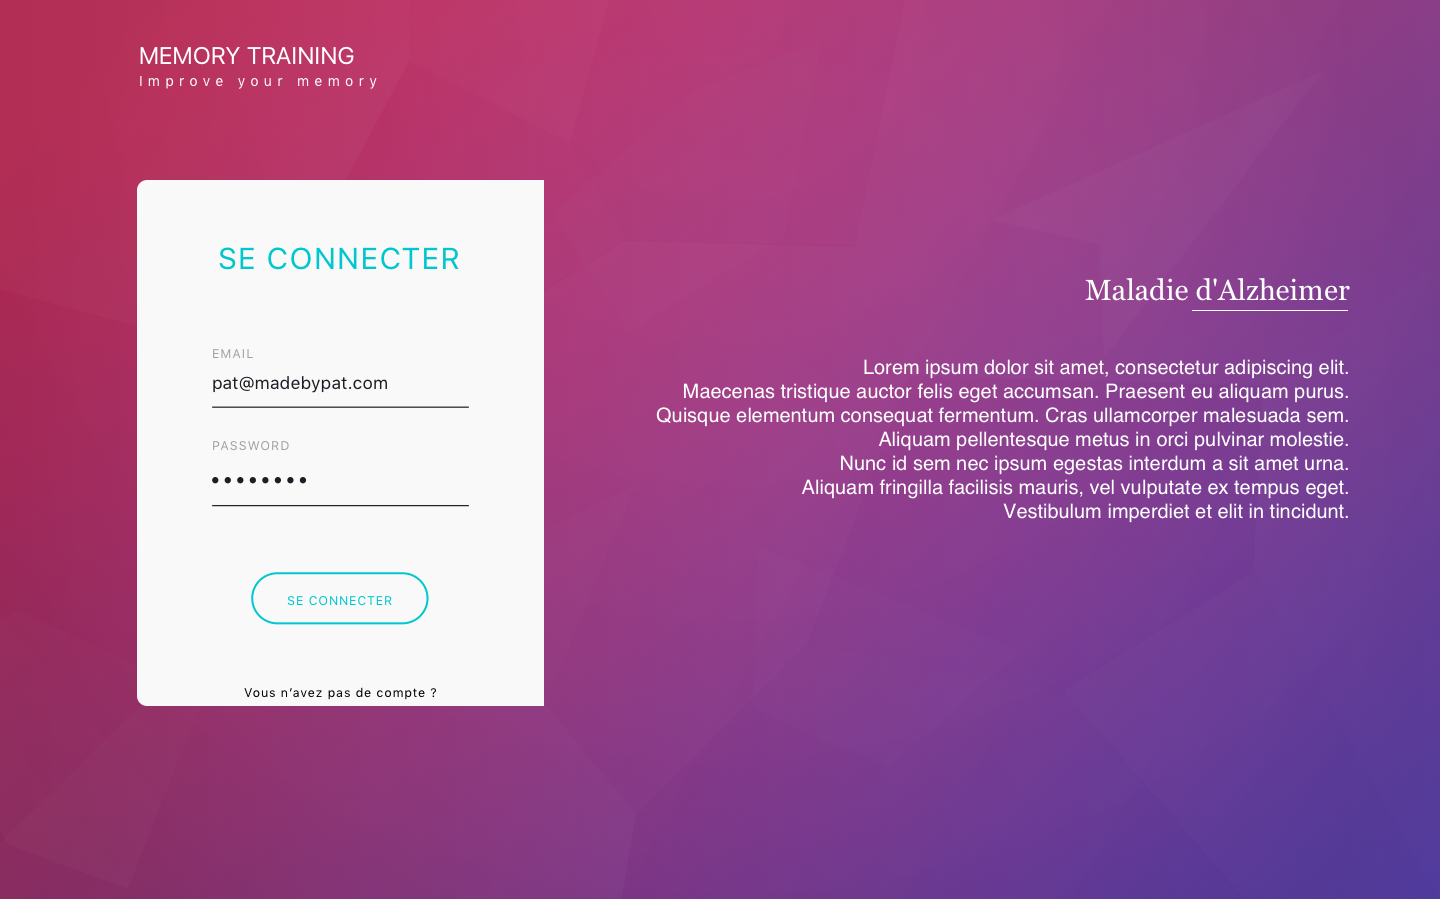 MEMORY TRAINING
Improve your memory
SE CONNECTER
EMAIL
pat@madebypat.com
PASSWORD
••••••••
SE CONNECTER
Vous n’avez pas de compte ?
Maladie d'Alzheimer
Lorem ipsum dolor sit amet, consectetur adipiscing elit.
Maecenas tristique auctor felis eget accumsan. Praesent eu aliquam purus.
Quisque elementum consequat fermentum. Cras ullamcorper malesuada sem.
Aliquam pellentesque metus in orci pulvinar molestie.
Nunc id sem nec ipsum egestas interdum a sit amet urna.
Aliquam fringilla facilisis mauris, vel vulputate ex tempus eget.
Vestibulum imperdiet et elit in tincidunt.